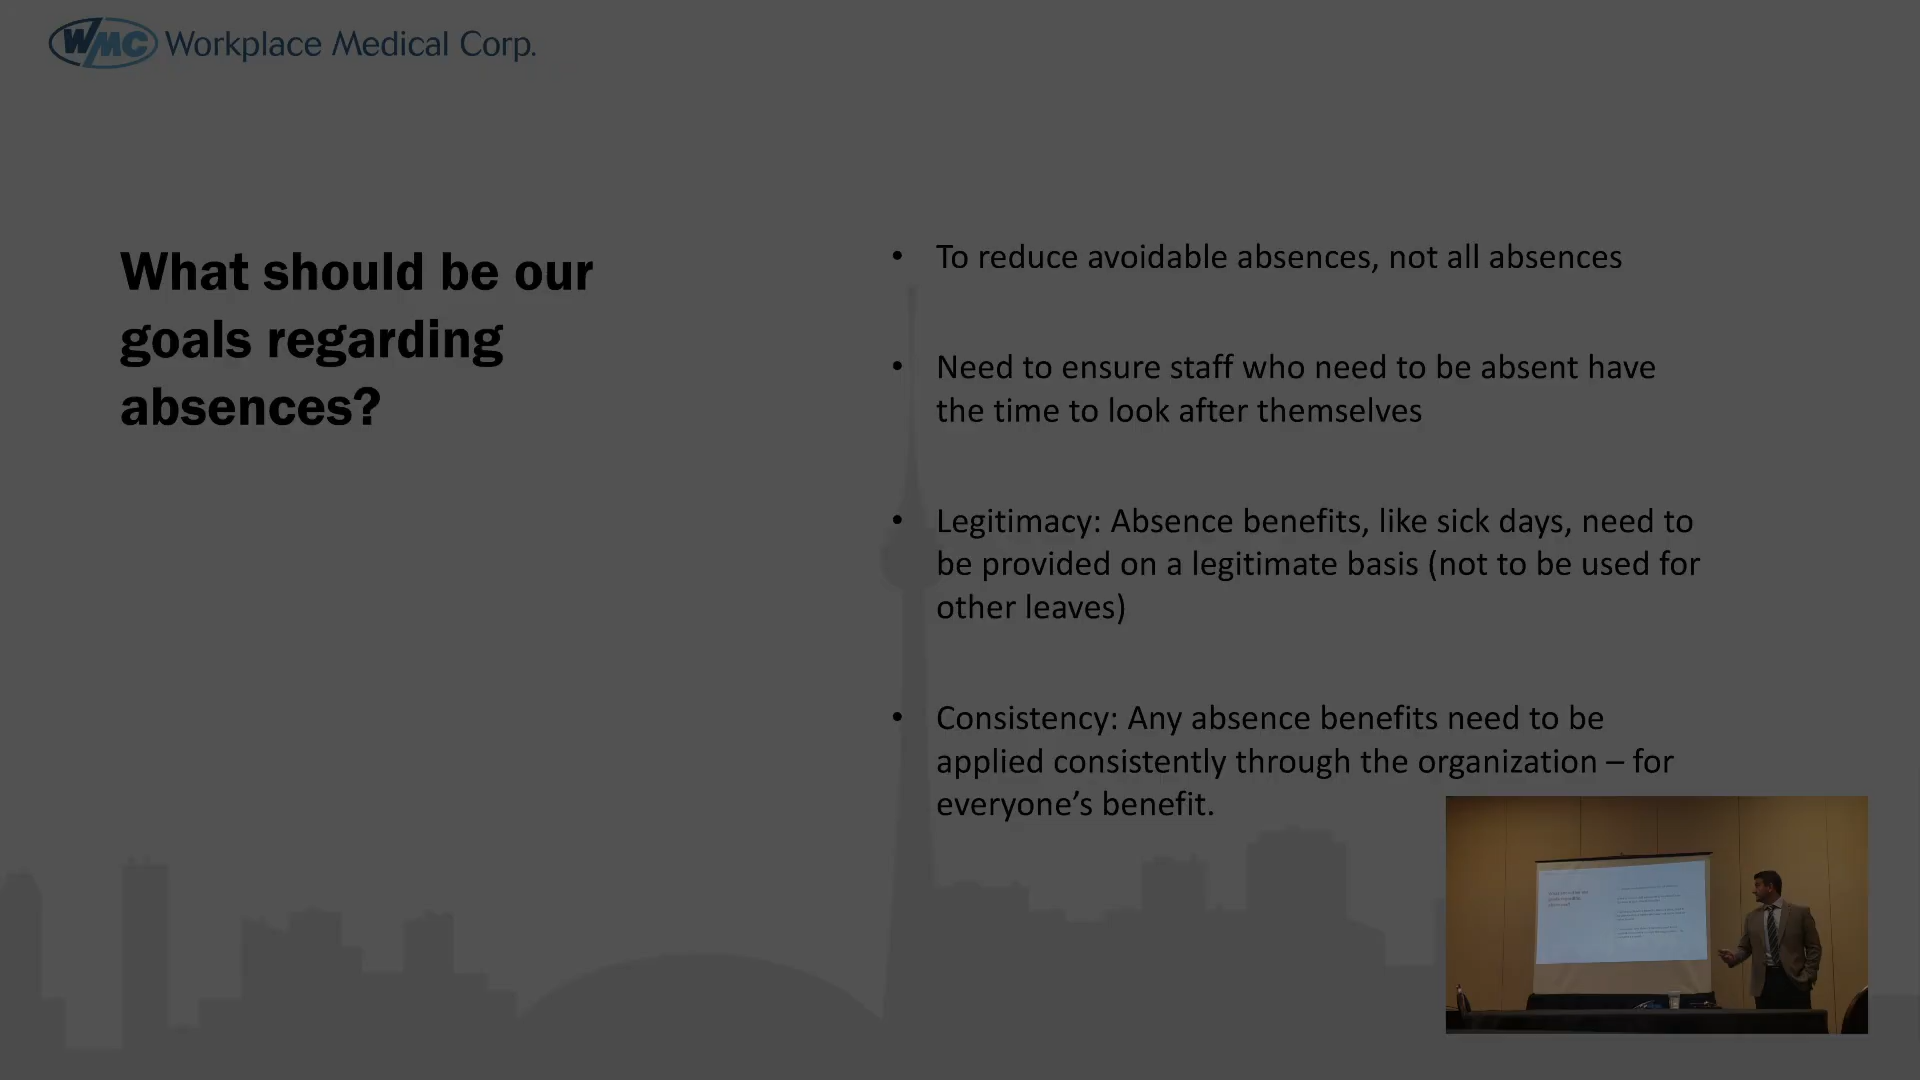 WMC Workplace Medical Corp.
What should be our
goals regarding
absences?
• To reduce avoidable absences, not all absences
• Need to ensure staff who need to be absent have
the time to look after themselves
• Legitimacy: Absence benefits, like sick days, need to
be provided on a legitimate basis (not to be used for
other leaves)
• Consistency: Any absence benefits need to be
applied consistently through the organization – for
everyone’s benefit.